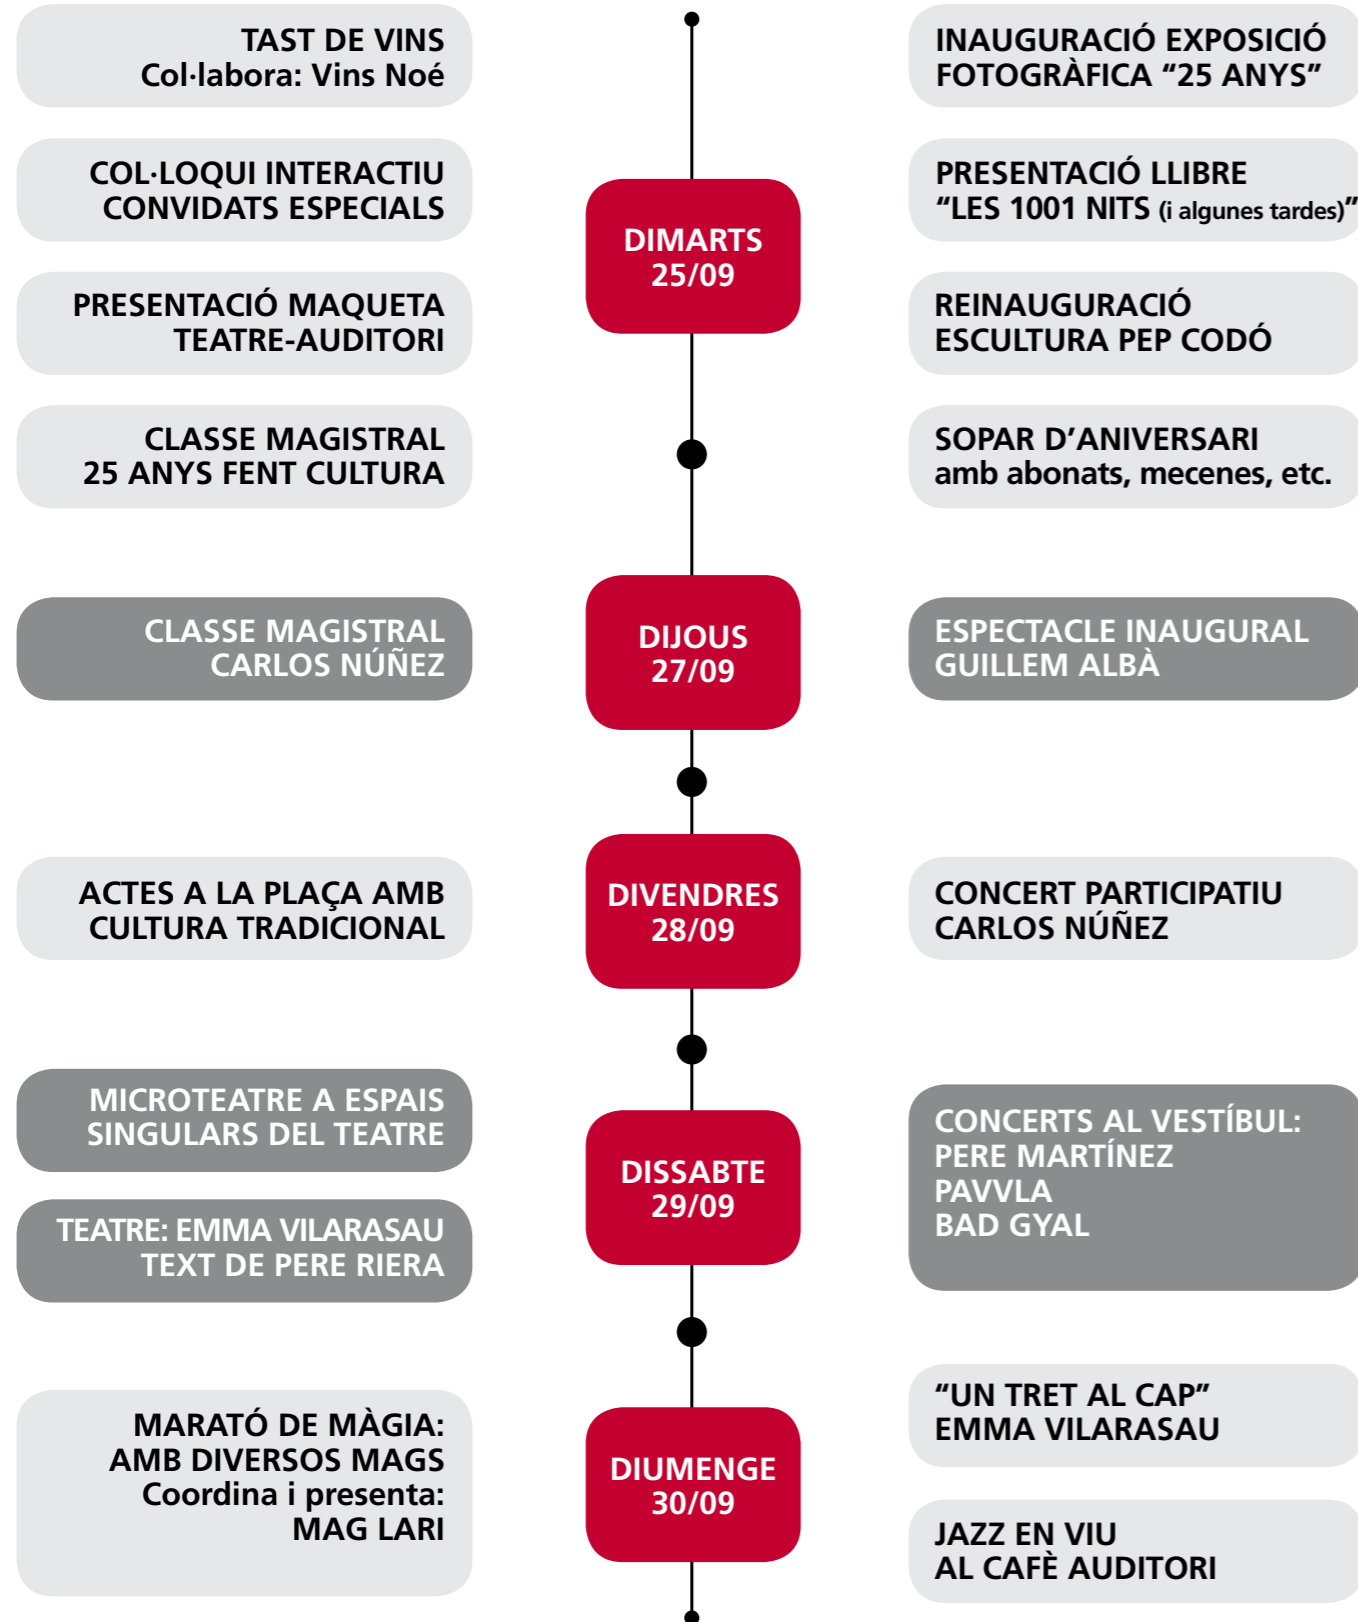 TAST DE VINS
Col·labora: Vins Noé
INAUGURACIÓ EXPOSICIÓ
FOTOGRÀFICA “25 ANYS”
COL·LOQUI INTERACTIU
CONVIDATS ESPECIALS
DIMARTS
25/09
PRESENTACIÓ LLIBRE
“LES 1001 NITS (i algunes tardes)”
PRESENTACIÓ MAQUETA
TEATRE-AUDITORI
REINAUGURACIÓ
ESCULTURA PEP CODÓ
CLASSE MAGISTRAL
25 ANYS FENT CULTURA
SOPAR D’ANIVERSARI
amb abonats, mecenes, etc.
CLASSE MAGISTRAL
CARLOS NÚÑEZ
DIJOUS
27/09
ESPECTACLE INAUGURAL
GUILLEM ALBÀ
ACTES A LA PLAÇA AMB
CULTURA TRADICIONAL
DIVENDRES
28/09
CONCERT PARTICIPATIU
CARLOS NÚÑEZ
MICROTEATRE A ESPAIS
SINGULARS DEL TEATRE
TEATRE: EMMA VILARASAU
TEXT DE PERE RIERA
DISSABTE
29/09
CONCERTS AL VESTÍBUL:
PERE MARTÍNEZ
PAVVLA
BAD GYAL
MARATÓ DE MÀGIA:
AMB DIVERSOS MAGS
Coordina i presenta:
MAG LARI
DIUMENGE
30/09
“UN TRET AL CAP”
EMMA VILARASAU
JAZZ EN VIU
AL CAFÈ AUDITORI